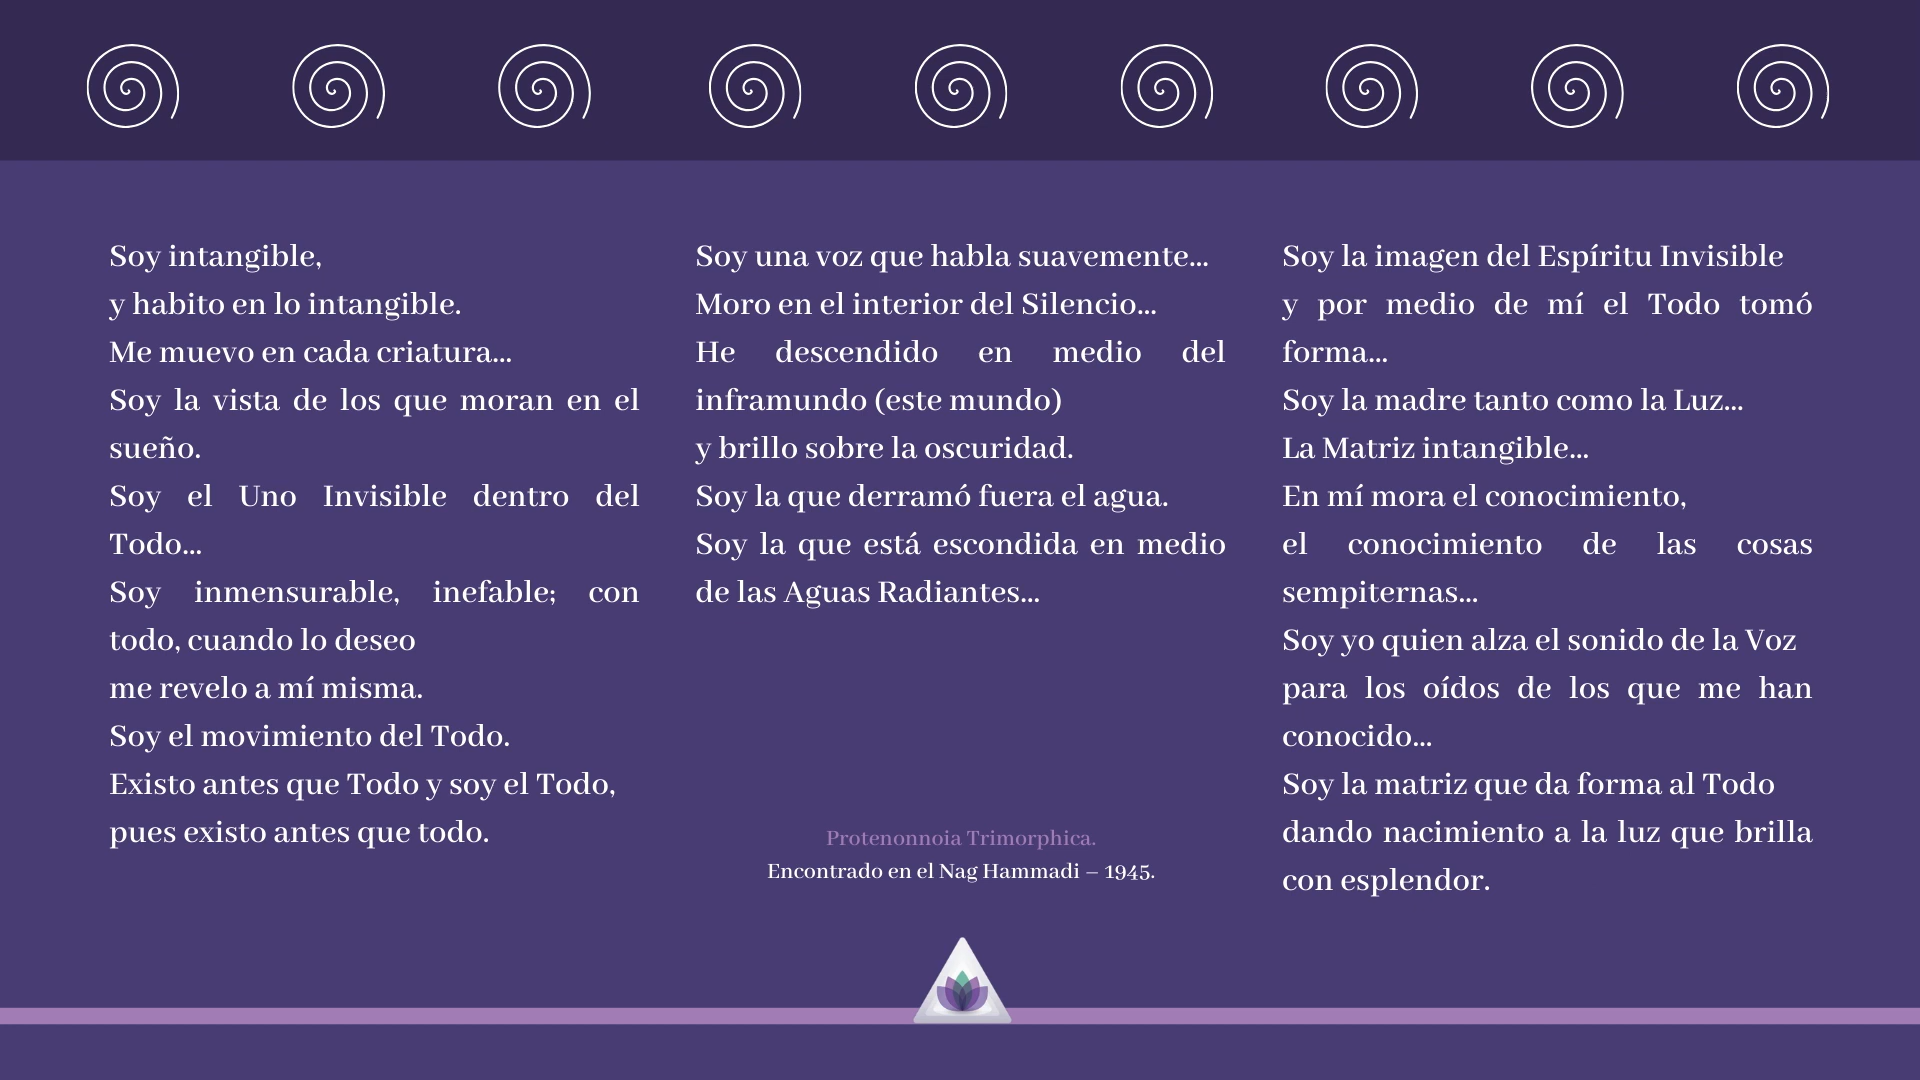 Soy intangible,
y habito en lo intangible.
Me muevo en cada criatura...
Soy la vista de los que moran en el
sueño.
Soy el Uno Invisible dentro del
Todo...
Soy inmensurable, inefable; con
todo, cuando lo deseo
me revelo a mí misma.
Soy el movimiento del Todo.
Existo antes que Todo y soy el Todo,
pues existo antes que todo.
Soy una voz que habla suavemente...
Moro en el interior del Silencio...
He descendido en medio del
inframundo (este mundo)
y brillo sobre la oscuridad.
Soy la que derramó fuera el agua.
Soy la que está escondida en medio
de las Aguas Radiantes...
Soy la imagen del Espíritu Invisible
y por medio de mí el Todo tomó
forma...
Soy la madre tanto como la Luz...
La Matriz intangible...
En mí mora el conocimiento,
el conocimiento de las cosas
sempiternas...
Soy yo quien alza el sonido de la Voz
para los oídos de los que me han
conocido...
Soy la matriz que da forma al Todo
dando nacimiento a la luz que brilla
con esplendor.
Protenonnoia Trimorphica.
Encontrado en el Nag Hammadi – 1945.